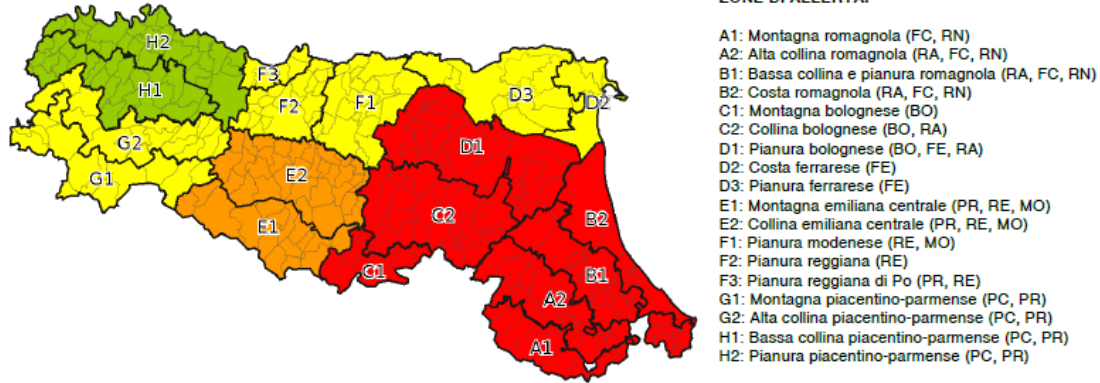 ZONE DI ALLERTA:
A1: Montagna romagnola (FC, RN)
A2: Alta collina romagnola (RA, FC, RN)
B1: Bassa collina e pianura romagnola (RA, FC, RN)
B2: Costa romagnola (RA, FC, RN)
C1: Montagna bolognese (BO)
C2: Collina bolognese (BO, RA)
D1: Pianura bolognese (BO, FE, RA)
D2: Costa ferrarese (FE)
D3: Pianura ferrarese (FE)
E1: Montagna emiliana centrale (PR, RE, MO)
E2: Collina emiliana centrale (PR, RE, MO)
F1: Pianura modenese (RE, MO)
F2: Pianura reggiana (RE)
F3: Pianura reggiana di Po (PR, RE)
G1: Montagna piacentino-parmense (PC, PR)
G2: Alta collina piacentino-parmense (PC, PR)
H1: Bassa collina piacentino-parmense (PC, PR)
H2: Pianura piacentino-parmense (PC, PR)
H2
F3
H1
F2
F1
D3
D2
G2
D1
G1
E2
C2
B2
E1
C1
B1
A2
A1